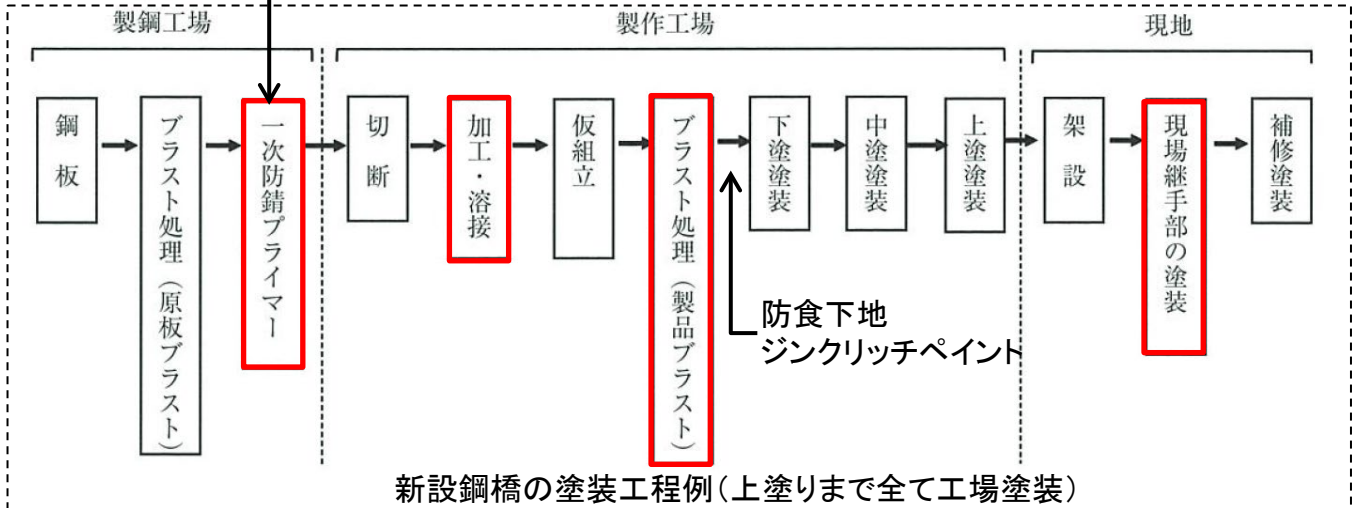 製鋼工場
製作工場
現地
鋼板
ブラスト処理（原板ブラスト）
一次防錆プライマー
切断
加工・溶接
仮組立
ブラスト処理（製品ブラスト）
下塗塗装
中塗塗装
上塗塗装
架設
現場継手部の塗装
補修塗装
防食下地
ジンクリッチペイント
新設鋼橋の塗装工程例（上塗りまで全て工場塗装）